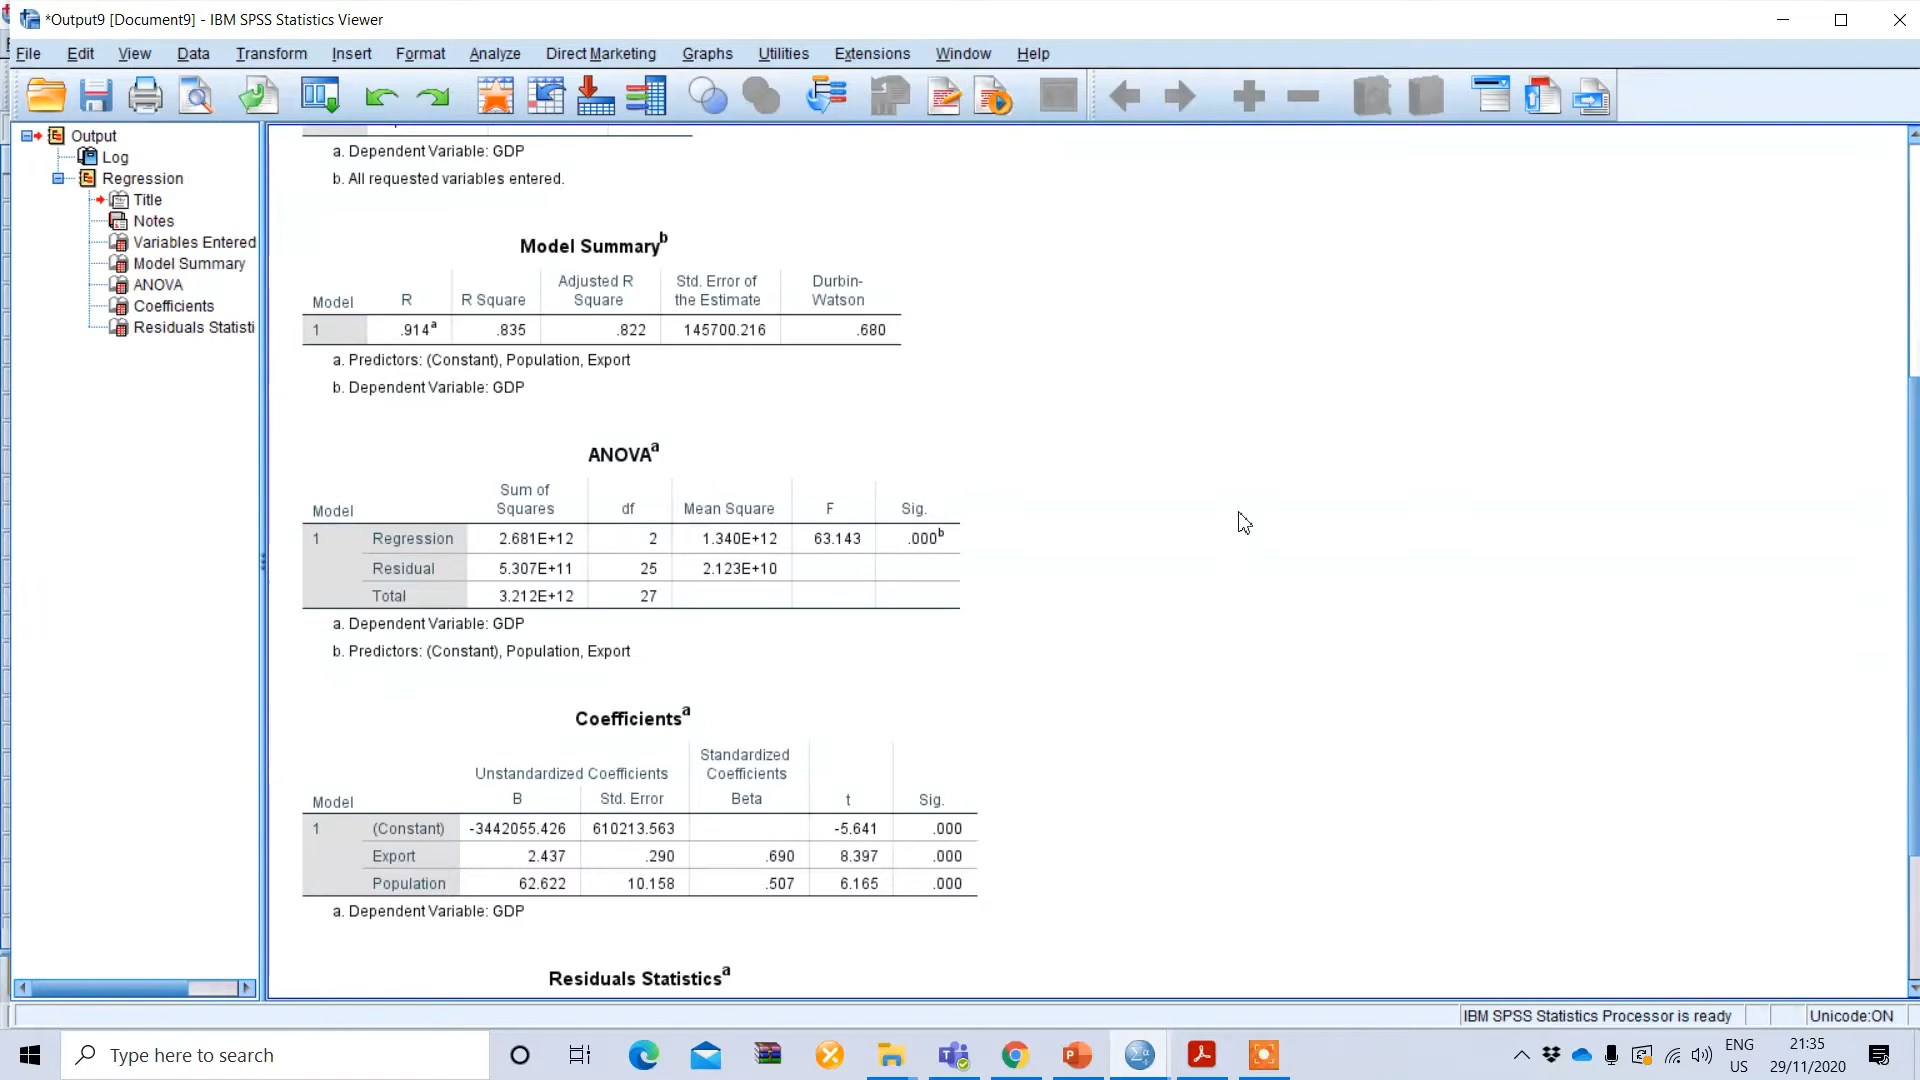 *Output9 [Document9] - IBM SPSS Statistics Viewer
File Edit View Data Transform Insert Format Analyze Direct Marketing Graphs Utilities Extensions Window Help
Output
Log
Regression
Title
Notes
Variables Entered
Model Summary
ANOVA
Coefficients
Residuals Statisti
a. Dependent Variable: GDP
b. All requested variables entered.
Model Summaryb
Model R R Square Adjusted R Square Std. Error of the Estimate Durbin-Watson
1 .914a .835 .822 145700.216 .680
a. Predictors: (Constant), Population, Export
b. Dependent Variable: GDP
ANOVAa
Model Sum of Squares df Mean Square F Sig.
1 Regression 2.681E+12 2 1.340E+12 63.143 .000b
Residual 5.307E+11 25 2.123E+10
Total 3.212E+12 27
a. Dependent Variable: GDP
b. Predictors: (Constant), Population, Export
Coefficientsa
Unstandardized Coefficients Standardized Coefficients
Model B Std. Error Beta t Sig.
1 (Constant) -3442055.426 610213.563 -5.641 .000
Export 2.437 .290 .690 8.397 .000
Population 62.622 10.158 .507 6.165 .000
a. Dependent Variable: GDP
Residuals Statisticsa
IBM SPSS Statistics Processor is ready Unicode:ON
Type here to search
ENG
US
21:35
29/11/2020